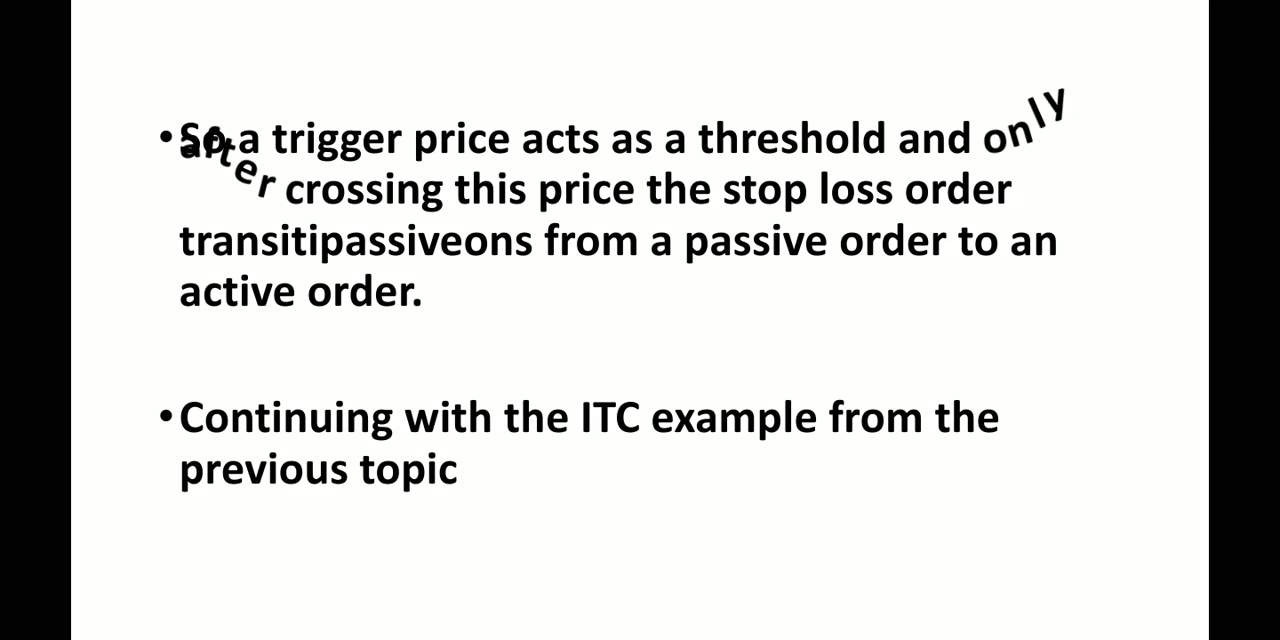 • So a trigger price acts as a threshold and only
after crossing this price the stop loss order
transitipassiveons from a passive order to an
active order.
• Continuing with the ITC example from the
previous topic